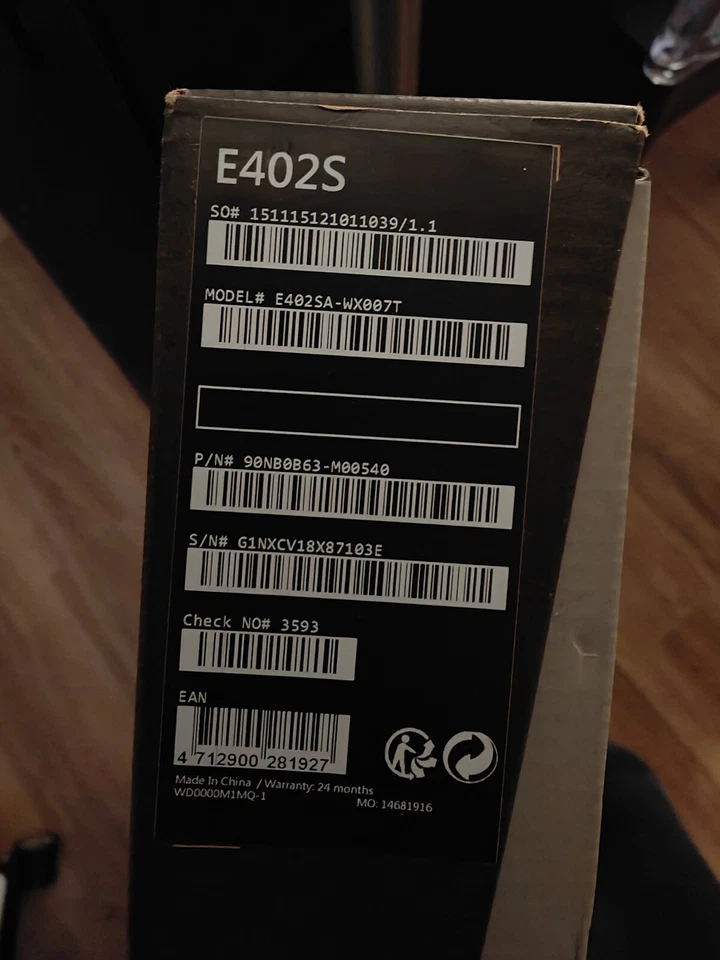 E402S
SO# 151115121011039/1.1
MODEL# E402SA-WX007T
P/N# 90NB0B63-M00540
S/N# G1NXCV18X87103E
Check NO# 3593
EAN
4 712900 281927
Made In China / Warranty: 24 months
WD0000M1MQ-1
MO: 14681916